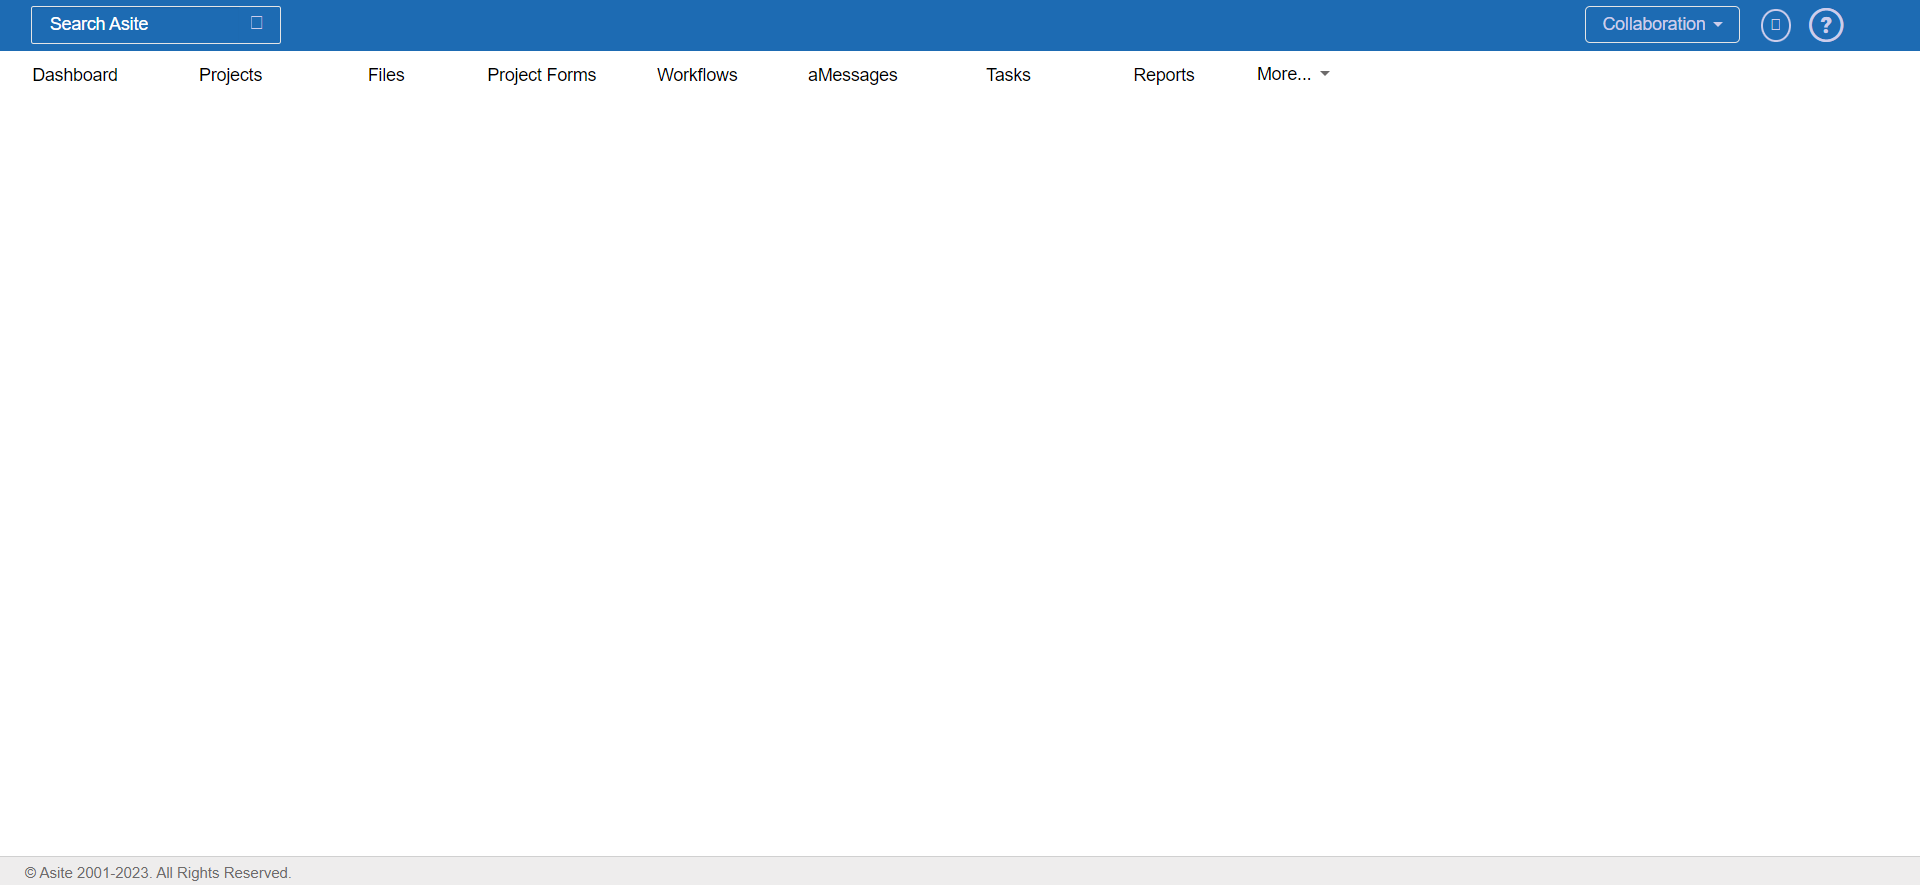 Search Asite
Collaboration
?
Dashboard Projects Files Project Forms Workflows aMessages Tasks Reports More...
© Asite 2001-2023. All Rights Reserved.